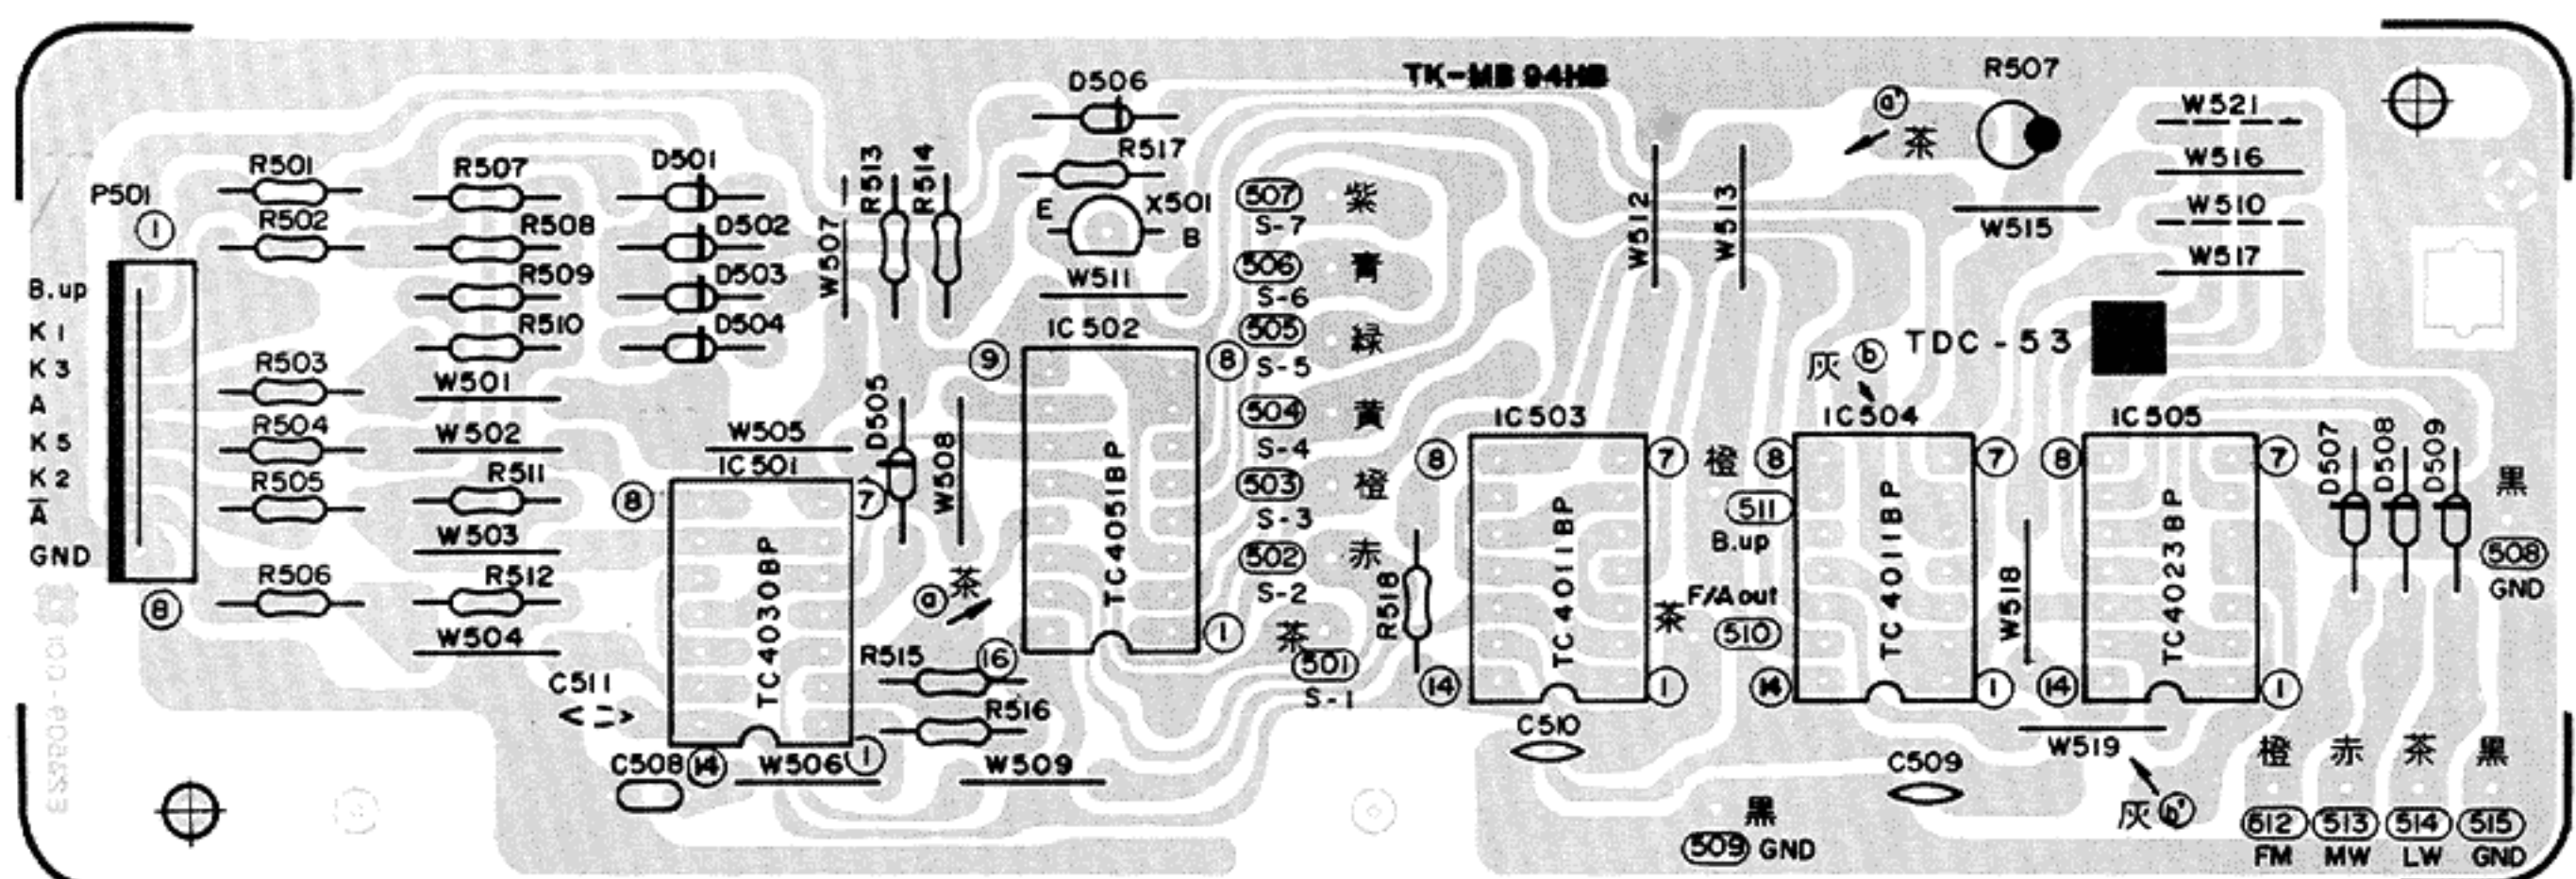 TK-MB 94HB
D506
R507
W521
ⓐ' 茶
W516
W510
W515
W517
P501
①
B.up
K 1
K 3
A
K 5
K 2
A̅
GND
⑧
R501
R502
R503
R504
R505
R506
R507
R508
R509
R510
W501
W502
R511
W503
R512
W504
C511
C508
D501
D502
D503
D504
W505
IC501
⑧ ⑦
TC4030BP
⑭ ①
W506
W507
R513
R514
D505
W508
ⓐ 茶
R515
R516
W509
R517
E X501 B
W511
IC502
⑨ ⑧
TC4051BP
⑯ ①
507 紫
S-7
506 青
S-6
505 緑
S-5
504 黄
S-4
503 橙
S-3
502 赤
S-2
茶
501
S-1
R518
W512
W513
IC503
⑧ ⑦
TC4011BP
⑭ ①
C510
橙
511
B.up
F/A out
茶 510
黒
509 GND
TDC-53
灰 ⓑ
IC504
⑧ ⑦
TC4011BP
⑭ ①
C509
W518
IC505
⑧ ⑦
TC4023BP
⑭ ①
W519
灰 ⓑ'
D507
D508
D509
黒
508
GND
橙 赤 茶 黒
512 513 514 515
FM MW LW GND